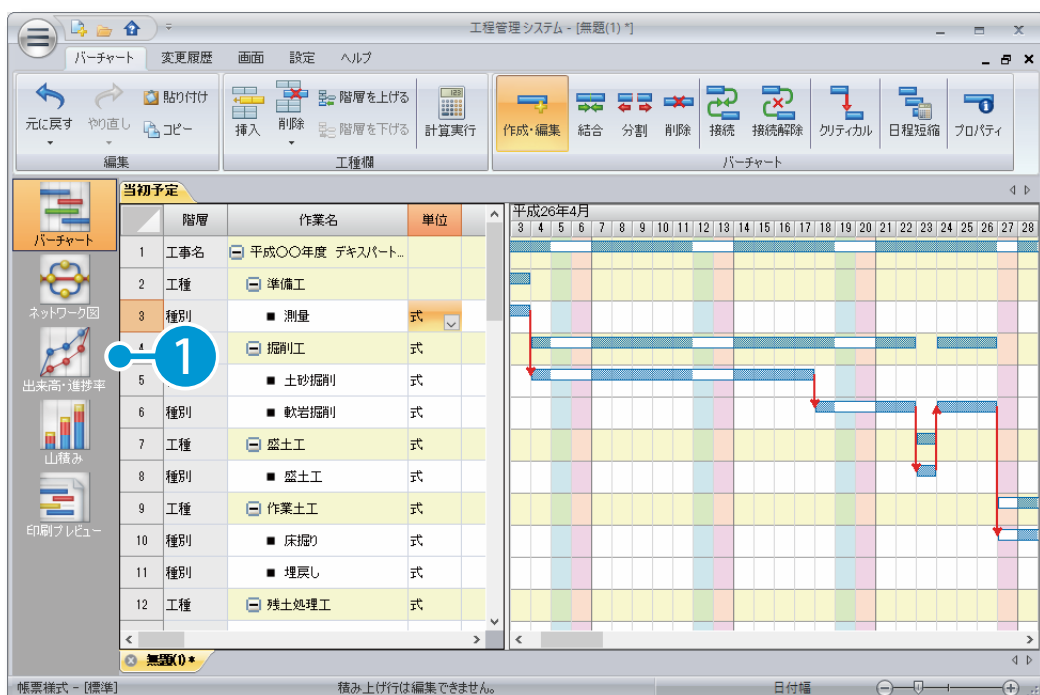 工程管理システム - [無題(1) *]
バーチャート 変更履歴 画面 設定 ヘルプ
元に戻す やり直し 貼り付け コピー
編集
挿入 削除 階層を上げる 階層を下げる 計算実行
工種欄
作成・編集 結合 分割 削除 接続 接続解除 クリティカル 日程短縮 プロパティ
バーチャート
バーチャート
ネットワーク図
出来高・進捗率
山積み
印刷プレビュー
1
当初予定
階層 作業名 単位
1 工事名 平成〇〇年度 デキスパート...
2 工種 準備工
3 種別 ■ 測量 式
4 掘削工 式
5 ■ 土砂掘削 式
6 種別 ■ 軟岩掘削 式
7 工種 盛土工 式
8 種別 ■ 盛土工 式
9 工種 作業土工 式
10 種別 ■ 床掘り 式
11 種別 ■ 埋戻し 式
12 工種 残土処理工 式
平成26年4月
3 4 5 6 7 8 9 10 11 12 13 14 15 16 17 18 19 20 21 22 23 24 25 26 27 28
無題(1) *
帳票様式 - [標準] 積み上げ行は編集できません。 日付幅